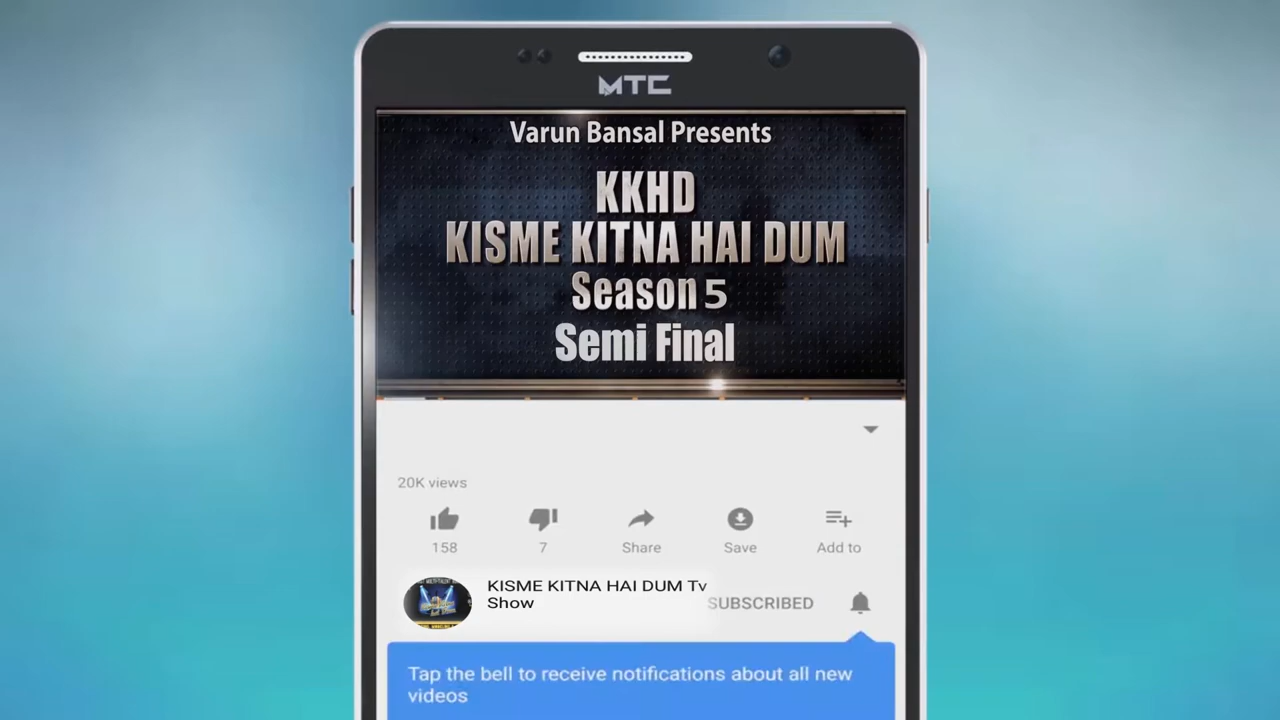 MTC
Varun Bansal Presents
KKHD
KISME KITNA HAI DUM
Season 5
Semi Final
20K views
158
7
Share
Save
Add to
KISME KITNA HAI DUM Tv
Show
SUBSCRIBED
Tap the bell to receive notifications about all new
videos